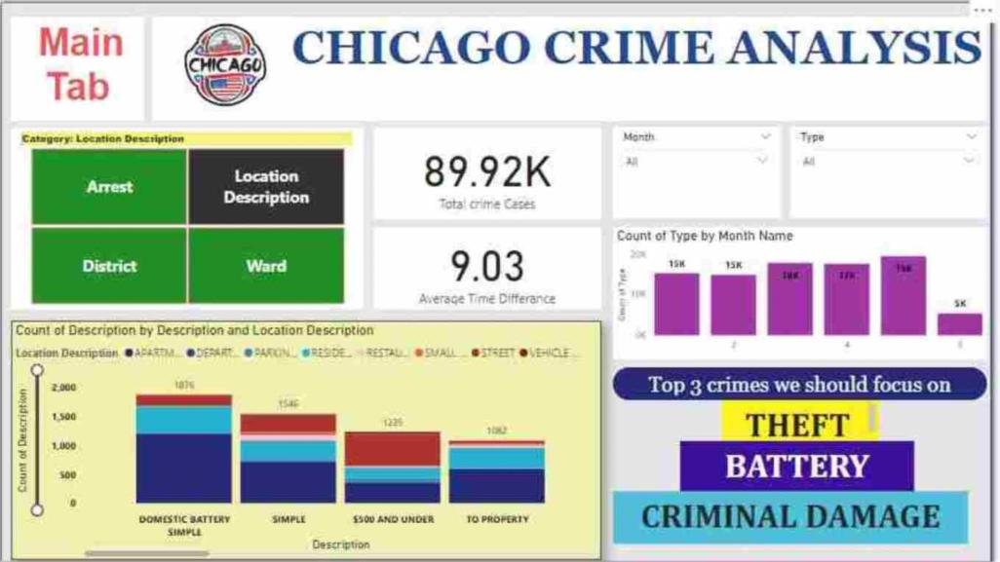 Main
Tab
CHICAGO
CHICAGO CRIME ANALYSIS
Category: Location Description
Arrest
Location
Description
District
Ward
89.92K
Total crime Cases
9.03
Average Time Differance
Month
All
Type
All
Count of Type by Month Name
Count of Type
20K
10K
0K
15K
15K
18K
17K
5K
2
4
6
Count of Description by Description and Location Description
Location Description APARTM... DEPART... PARKIN... RESIDE... RESTAU... SMALL ... STREET VEHICLE ...
Count of Description
2,000
1,500
1,000
500
0
1876
1546
1235
1082
DOMESTIC BATTERY
SIMPLE
SIMPLE
$500 AND UNDER
TO PROPERTY
Description
Top 3 crimes we should focus on
THEFT
BATTERY
CRIMINAL DAMAGE